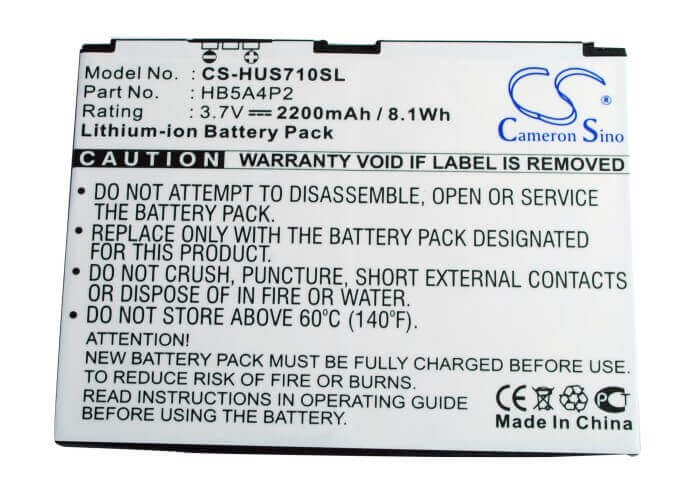 Model No.: CS-HUS710SL
Part No.: HB5A4P2
Rating: 3.7V 2200mAh / 8.1Wh
Lithium-ion Battery Pack
CS
Cameron Sino
CAUTION WARRANTY VOID IF LABEL IS REMOVED
•DO NOT ATTEMPT TO DISASSEMBLE, OPEN OR SERVICE
THE BATTERY PACK.
•REPLACE ONLY WITH THE BATTERY PACK DESIGNATED
FOR THIS PRODUCT.
•DO NOT CRUSH, PUNCTURE, SHORT EXTERNAL CONTACTS
OR DISPOSE OF IN FIRE OR WATER.
•DO NOT STORE ABOVE 60°C (140°F).
ATTENTION!
NEW BATTERY PACK MUST BE FULLY CHARGED BEFORE USE.
TO REDUCE RISK OF FIRE OR BURNS.
READ INSTRUCTIONS IN OPERATING GUIDE
BEFORE USING THE BATTERY.
CE
Made In China